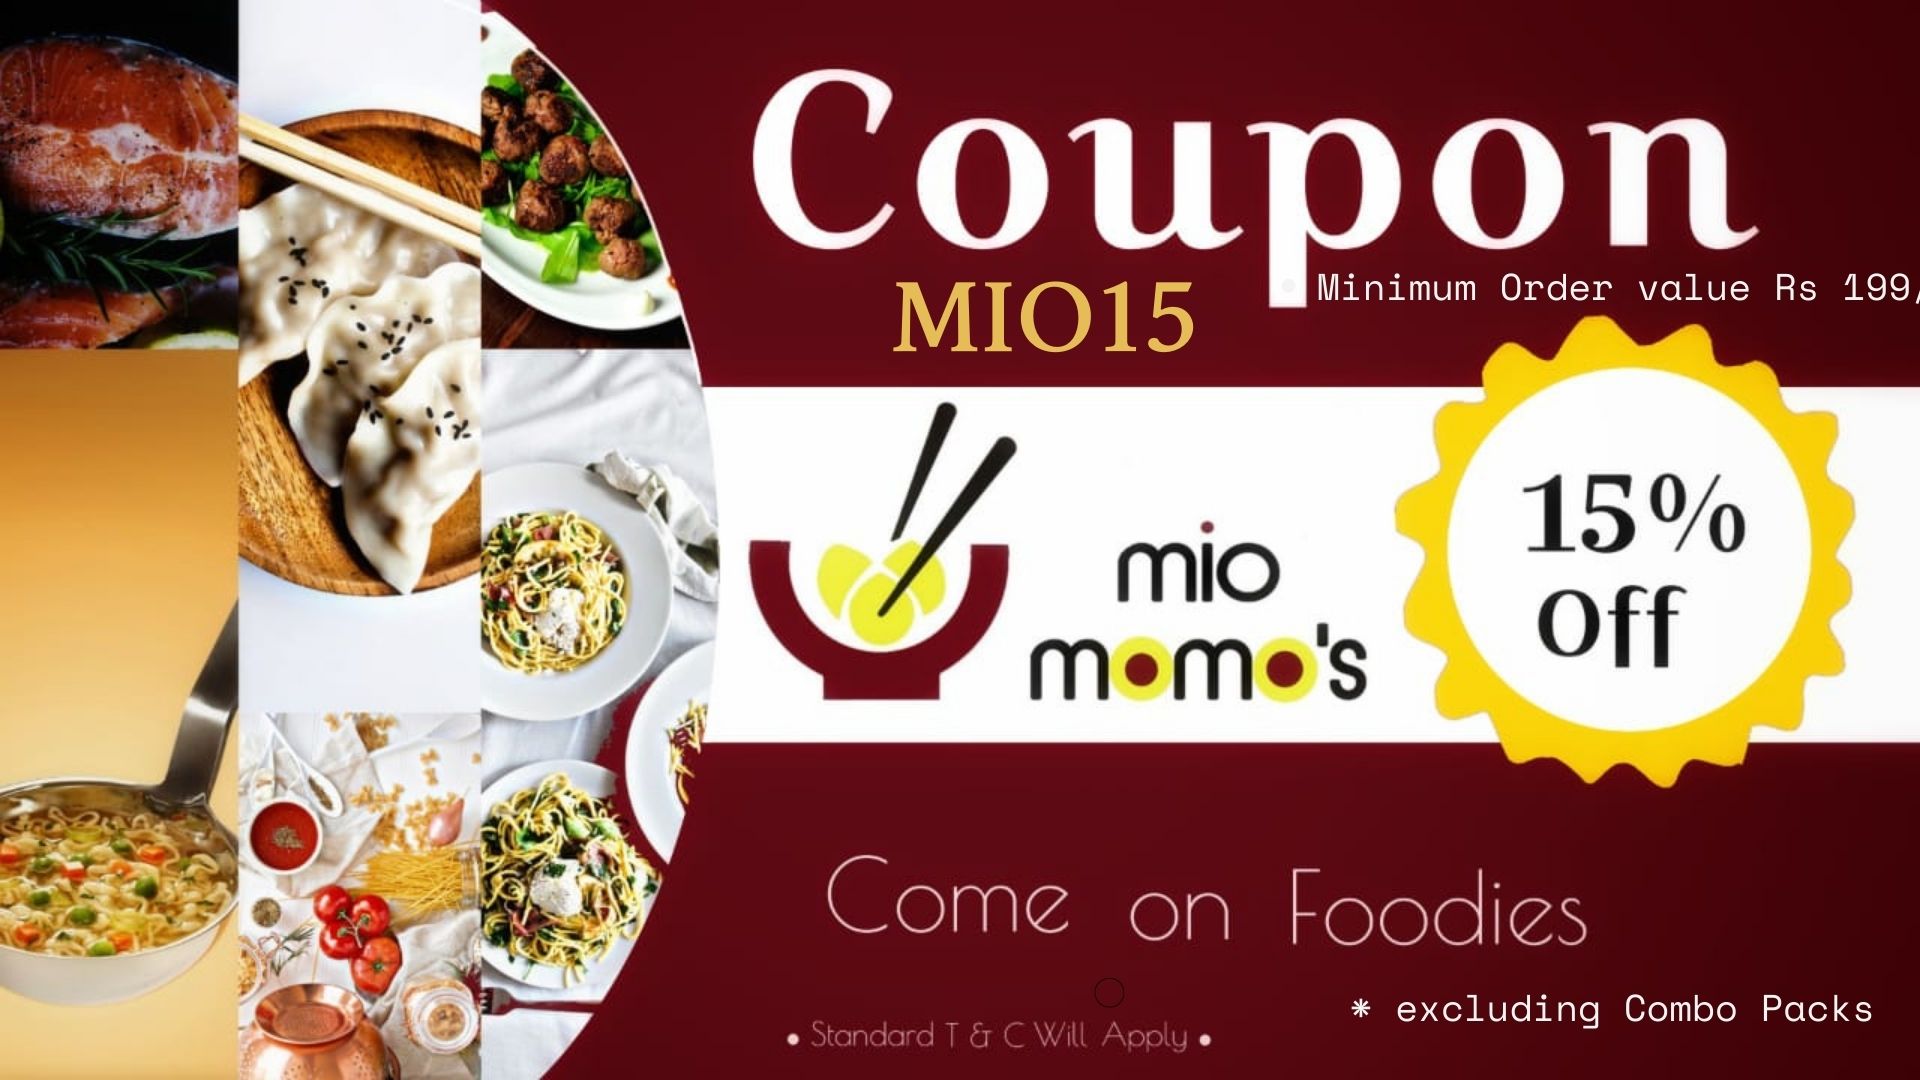 Coupon
MIO15
Minimum Order value Rs 199/
mio
momo's
15%
Off
Come on Foodies
* excluding Combo Packs
• Standard T & C Will Apply •